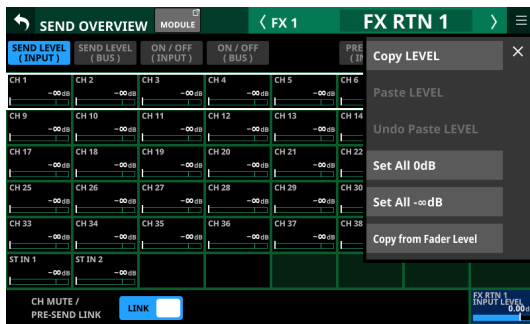 SEND OVERVIEW MODULE 〈 FX 1 FX RTN 1 〉
SEND LEVEL (INPUT) SEND LEVEL (BUS) ON / OFF (INPUT) ON / OFF (BUS)
Copy LEVEL ×
Paste LEVEL
Undo Paste LEVEL
Set All 0dB
Set All -∞dB
Copy from Fader Level
CH 1 CH 2 CH 3 CH 4 CH 5 CH 6
-∞dB -∞dB -∞dB -∞dB -∞dB
CH 9 CH 10 CH 11 CH 12 CH 13 CH 14
-∞dB -∞dB -∞dB -∞dB -∞dB
CH 17 CH 18 CH 19 CH 20 CH 21 CH 22
-∞dB -∞dB -∞dB -∞dB -∞dB
CH 25 CH 26 CH 27 CH 28 CH 29 CH 30
-∞dB -∞dB -∞dB -∞dB -∞dB
CH 33 CH 34 CH 35 CH 36 CH 37 CH 38
-∞dB -∞dB -∞dB -∞dB -∞dB
ST IN 1 ST IN 2
-∞dB -∞dB
CH MUTE /
PRE-SEND LINK
LINK
FX RTN 1
INPUT LEVEL
0.00